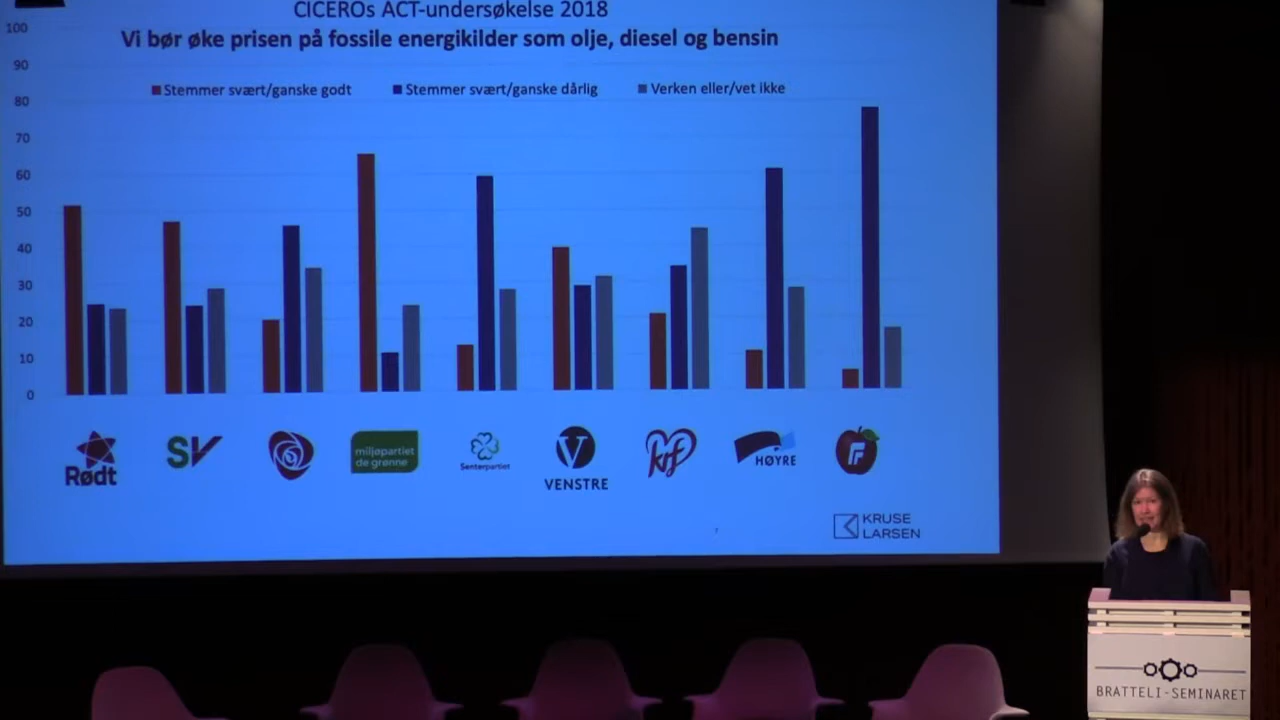 CICEROs ACT-undersøkelse 2018
Vi bør øke prisen på fossile energikilder som olje, diesel og bensin
Stemmer svært/ganske godt
Stemmer svært/ganske dårlig
Verken eller/vet ikke
100
90
80
70
60
50
40
30
20
10
0
Rødt
SV
miljøpartiet
de grønne
Senterpartiet
V
VENSTRE
krf
HØYRE
F
KRUSE
LARSEN
7
BRATTELI-SEMINARET